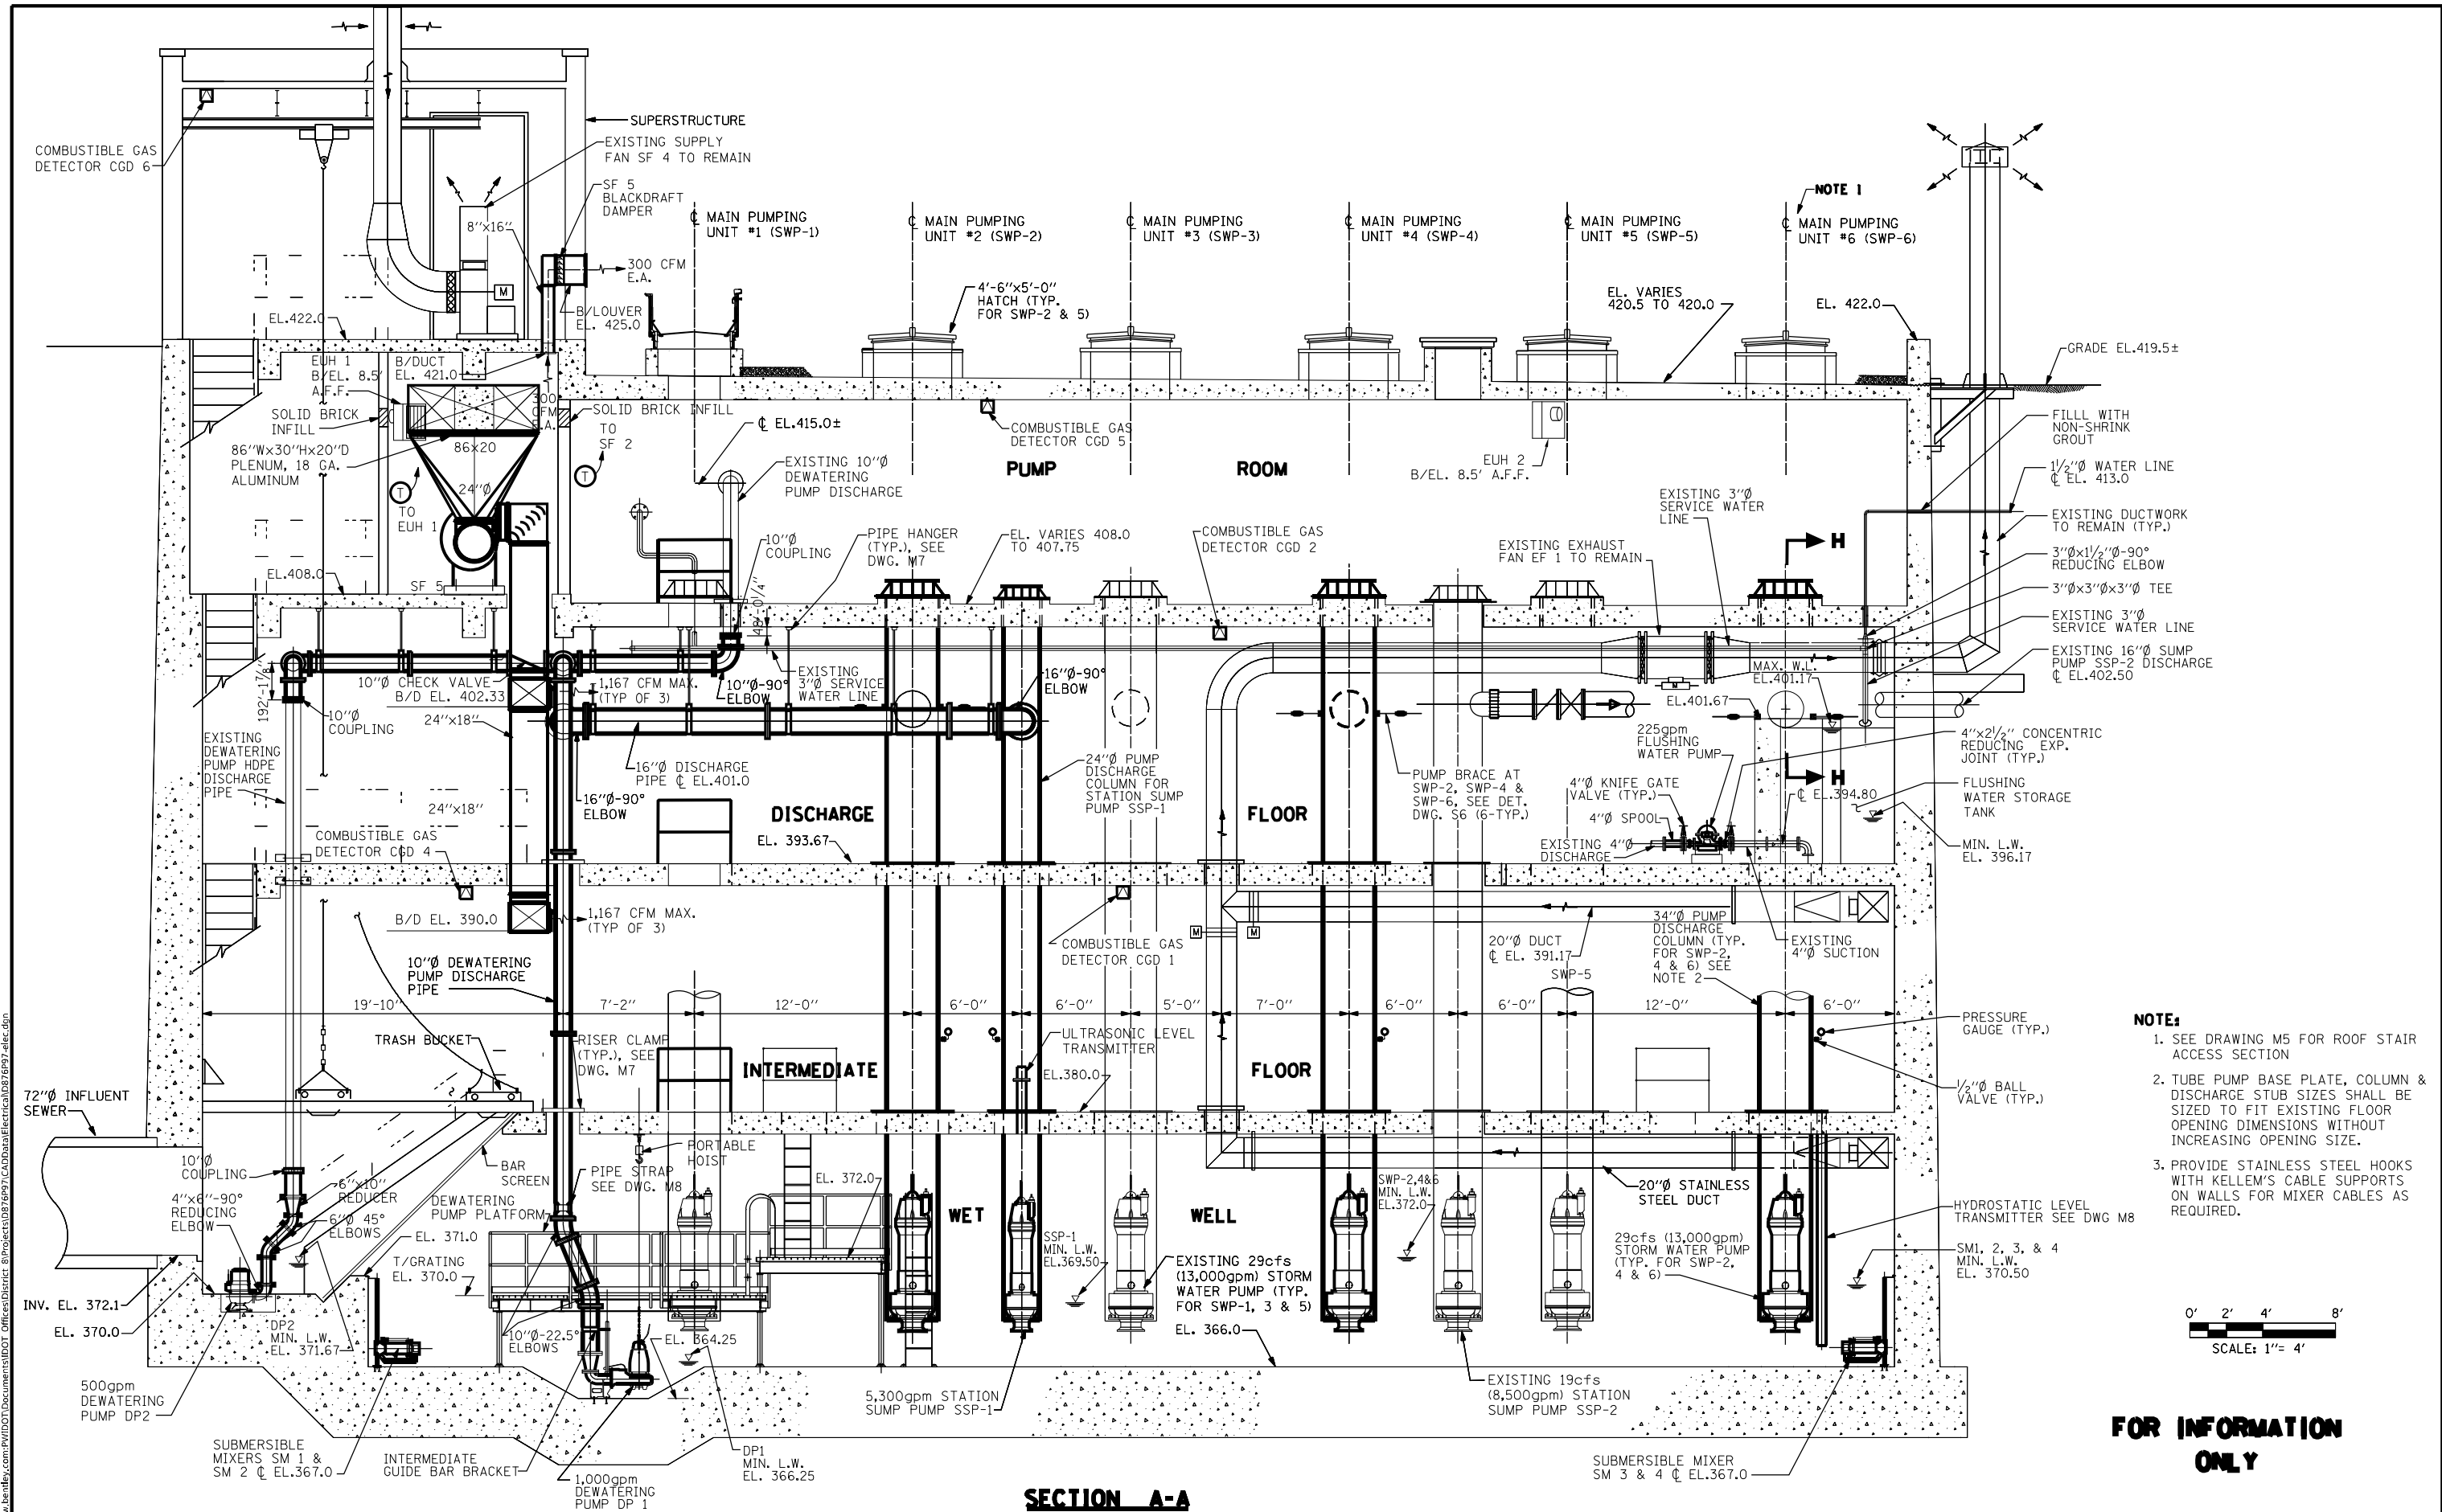 COMBUSTIBLE GAS
DETECTOR CGD 6
SUPERSTRUCTURE
EXISTING SUPPLY
FAN SF 4 TO REMAIN
SF 5
BLACKDRAFT
DAMPER
8"x16"
M
300 CFM
E.A.
B/LOUVER
EL. 425.0
℄ MAIN PUMPING
UNIT #1 (SWP-1)
℄ MAIN PUMPING
UNIT #2 (SWP-2)
℄ MAIN PUMPING
UNIT #3 (SWP-3)
℄ MAIN PUMPING
UNIT #4 (SWP-4)
℄ MAIN PUMPING
UNIT #5 (SWP-5)
NOTE 1
℄ MAIN PUMPING
UNIT #6 (SWP-6)
4'-6"x5'-0"
HATCH (TYP.
FOR SWP-2 & 5)
EL. VARIES
420.5 TO 420.0
EL. 422.0
GRADE EL.419.5±
EL.422.0
EUH 1
B/EL. 8.5'
A.F.F.
B/DUCT
EL. 421.0
SOLID BRICK
INFILL
300
CFM
E.A.
SOLID BRICK INFILL
TO
SF 2
T
86"Wx30"Hx20"D
PLENUM, 18 GA.
ALUMINUM
86x20
24"Ø
T
TO
EUH 1
℄ EL.415.0±
EXISTING 10"Ø
DEWATERING
PUMP DISCHARGE
COMBUSTIBLE GAS
DETECTOR CGD 5
PUMP ROOM
EUH 2
B/EL. 8.5' A.F.F.
FILLL WITH
NON-SHRINK
GROUT
1 1/2"Ø WATER LINE
℄ EL. 413.0
EXISTING DUCTWORK
TO REMAIN (TYP.)
3"Øx1 1/2"Ø-90°
REDUCING ELBOW
3"Øx3"Øx3"Ø TEE
EXISTING 3"Ø
SERVICE WATER LINE
EXISTING 16"Ø SUMP
PUMP SSP-2 DISCHARGE
℄ EL.402.50
EXISTING 3"Ø
SERVICE WATER
LINE
EXISTING EXHAUST
FAN EF 1 TO REMAIN
H
EL.408.0
SF 5
10"Ø
COUPLING
PIPE HANGER
(TYP.), SEE
DWG. M7
EL. VARIES 408.0
TO 407.75
COMBUSTIBLE GAS
DETECTOR CGD 2
48'-0 1/4"
192'-1 7/8"
10"Ø CHECK VALVE
B/D EL. 402.33
24"x18"
10"Ø
COUPLING
1,167 CFM MAX.
(TYP OF 3)
10"Ø-90°
ELBOW
EXISTING
3"Ø SERVICE
WATER LINE
16"Ø-90°
ELBOW
M
MAX. W.L.
EL.401.17
EL.401.67
EXISTING
DEWATERING
PUMP HDPE
DISCHARGE
PIPE
16"Ø DISCHARGE
PIPE ℄ EL.401.0
16"Ø-90°
ELBOW
24"x18"
24"Ø PUMP
DISCHARGE
COLUMN FOR
STATION SUMP
PUMP SSP-1
PUMP BRACE AT
SWP-2, SWP-4 &
SWP-6, SEE DET.
DWG. S6 (6-TYP.)
225gpm
FLUSHING
WATER PUMP
4"Ø KNIFE GATE
VALVE (TYP.)
4"Ø SPOOL
EXISTING 4"Ø
DISCHARGE
H
℄ EL.394.80
4"x2 1/2" CONCENTRIC
REDUCING EXP.
JOINT (TYP.)
FLUSHING
WATER STORAGE
TANK
MIN. L.W.
EL. 396.17
COMBUSTIBLE GAS
DETECTOR CGD 4
DISCHARGE FLOOR
EL. 393.67
B/D EL. 390.0
1,167 CFM MAX.
(TYP OF 3)
COMBUSTIBLE GAS
DETECTOR CGD 1
M
M
20"Ø DUCT
℄ EL. 391.17
SWP-5
34"Ø PUMP
DISCHARGE
COLUMN (TYP.
FOR SWP-2,
4 & 6) SEE
NOTE 2
EXISTING
4"Ø SUCTION
10"Ø DEWATERING
PUMP DISCHARGE
PIPE
19'-10"
7'-2"
12'-0"
6'-0"
6'-0"
5'-0"
7'-0"
6'-0"
6'-0"
12'-0"
6'-0"
TRASH BUCKET
RISER CLAMP
(TYP.), SEE
DWG. M7
ULTRASONIC LEVEL
TRANSMITTER
INTERMEDIATE FLOOR
EL.380.0
PRESSURE
GAUGE (TYP.)
1/2"Ø BALL
VALVE (TYP.)
72"Ø INFLUENT
SEWER
10"Ø
COUPLING
4"x6"-90°
REDUCING
ELBOW
6"x10"
REDUCER
6"Ø 45°
ELBOWS
BAR
SCREEN
DEWATERING
PUMP PLATFORM
PIPE STRAP
SEE DWG. M8
PORTABLE
HOIST
EL. 372.0
EL. 371.0
T/GRATING
EL. 370.0
WET WELL
SSP-1
MIN. L.W.
EL.369.50
SWP-2,4&6
MIN. L.W.
EL.372.0
EXISTING 29cfs
(13,000gpm) STORM
WATER PUMP (TYP.
FOR SWP-1, 3 & 5)
EL. 366.0
20"Ø STAINLESS
STEEL DUCT
29cfs (13,000gpm)
STORM WATER PUMP
(TYP. FOR SWP-2,
4 & 6)
HYDROSTATIC LEVEL
TRANSMITTER SEE DWG M8
SM1, 2, 3, & 4
MIN. L.W.
EL. 370.50
INV. EL. 372.1
EL. 370.0
DP2
MIN. L.W.
EL. 371.67
10"Ø-22.5°
ELBOWS
EL. 364.25
500gpm
DEWATERING
PUMP DP2
SUBMERSIBLE
MIXERS SM 1 &
SM 2 ℄ EL.367.0
INTERMEDIATE
GUIDE BAR BRACKET
1,000gpm
DEWATERING
PUMP DP 1
DP1
MIN. L.W.
EL. 366.25
5,300gpm STATION
SUMP PUMP SSP-1
EXISTING 19cfs
(8,500gpm) STATION
SUMP PUMP SSP-2
SUBMERSIBLE MIXER
SM 3 & 4 ℄ EL.367.0
NOTE:
1. SEE DRAWING M5 FOR ROOF STAIR
ACCESS SECTION
2. TUBE PUMP BASE PLATE, COLUMN &
DISCHARGE STUB SIZES SHALL BE
SIZED TO FIT EXISTING FLOOR
OPENING DIMENSIONS WITHOUT
INCREASING OPENING SIZE.
3. PROVIDE STAINLESS STEEL HOOKS
WITH KELLEM'S CABLE SUPPORTS
ON WALLS FOR MIXER CABLES AS
REQUIRED.
0' 2' 4' 8'
SCALE: 1"= 4'
FOR INFORMATION
ONLY
SECTION A-A